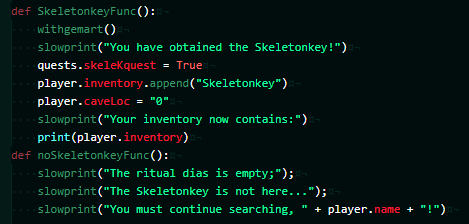 def SkeletonkeyFunc():
withgemart()
slowprint("You have obtained the Skeletonkey!")
quests.skeleKquest = True
player.inventory.append("Skeletonkey")
player.caveLoc = "0"
slowprint("Your inventory now contains:")
print(player.inventory)
def noSkeletonkeyFunc():
slowprint("The ritual dias is empty;");
slowprint("The Skeletonkey is not here...");
slowprint("You must continue searching, " + player.name + "!")